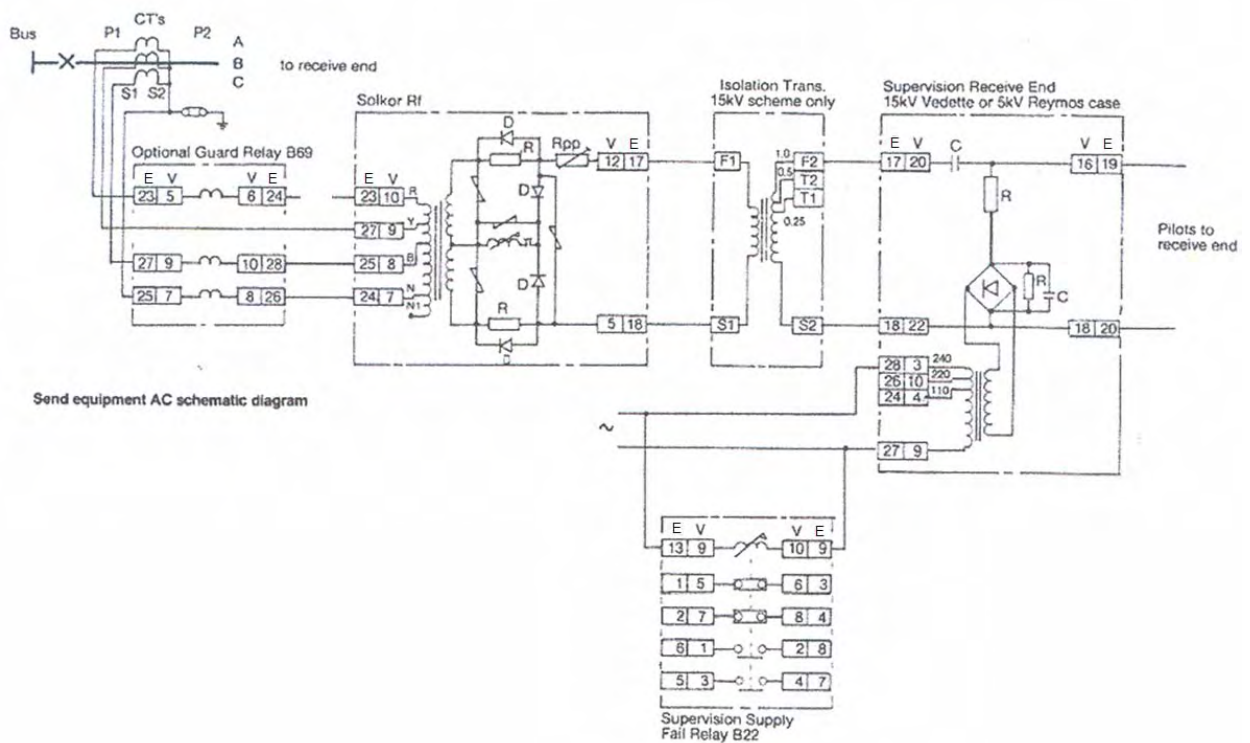 CT's
Bus
P1 P2
A
B
C
to receive end
S1 S2
Optional Guard Relay B69
E V V E
23 5 6 24
27 9 10 28
25 7 8 26
Solkor Rf
E V
23 10 R
27 9 Y
25 8 B
24 7 N
N1
D
R
Rpp
V E
12 17
D
D
R
D
5 18
Isolation Trans.
15kV scheme only
F1
1.0 F2
0.5 T2
T1
0.25
S1
S2
Supervision Receive End
15kV Vedette or 5kV Reymos case
E V
17 20
C
V E
16 19
R
R
C
18 22
18 20
Pilots to
receive end
28 3 240
26 10 220
24 4 110
27 9
~
Send equipment AC schematic diagram
E V V E
13 9 10 9
1 5 6 3
2 7 8 4
6 1 2 8
5 3 4 7
Supervision Supply
Fail Relay B22